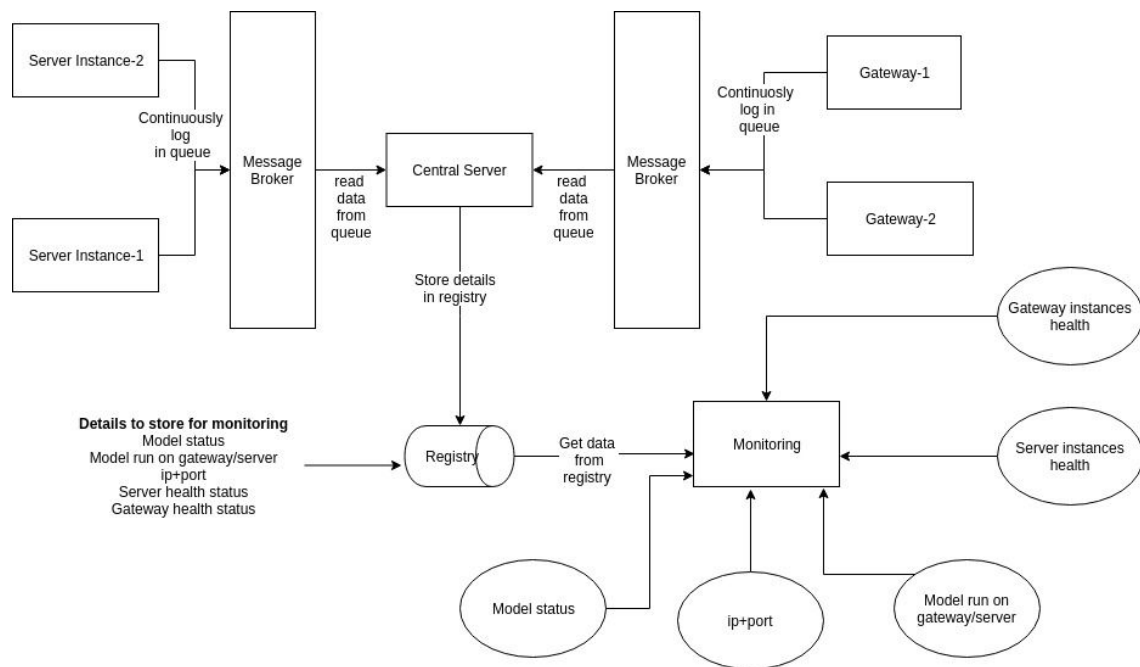 Server Instance-2
Continuously
log
in queue
Server Instance-1
Message
Broker
read
data
from
queue
Central Server
read
data
from
queue
Message
Broker
Continuosly
log in
queue
Gateway-1
Gateway-2
Store details
in registry
Gateway instances
health
Details to store for monitoring
Model status
Model run on gateway/server
ip+port
Server health status
Gateway health status
Registry
Get data
from
registry
Monitoring
Server instances
health
Model status
ip+port
Model run on
gateway/server